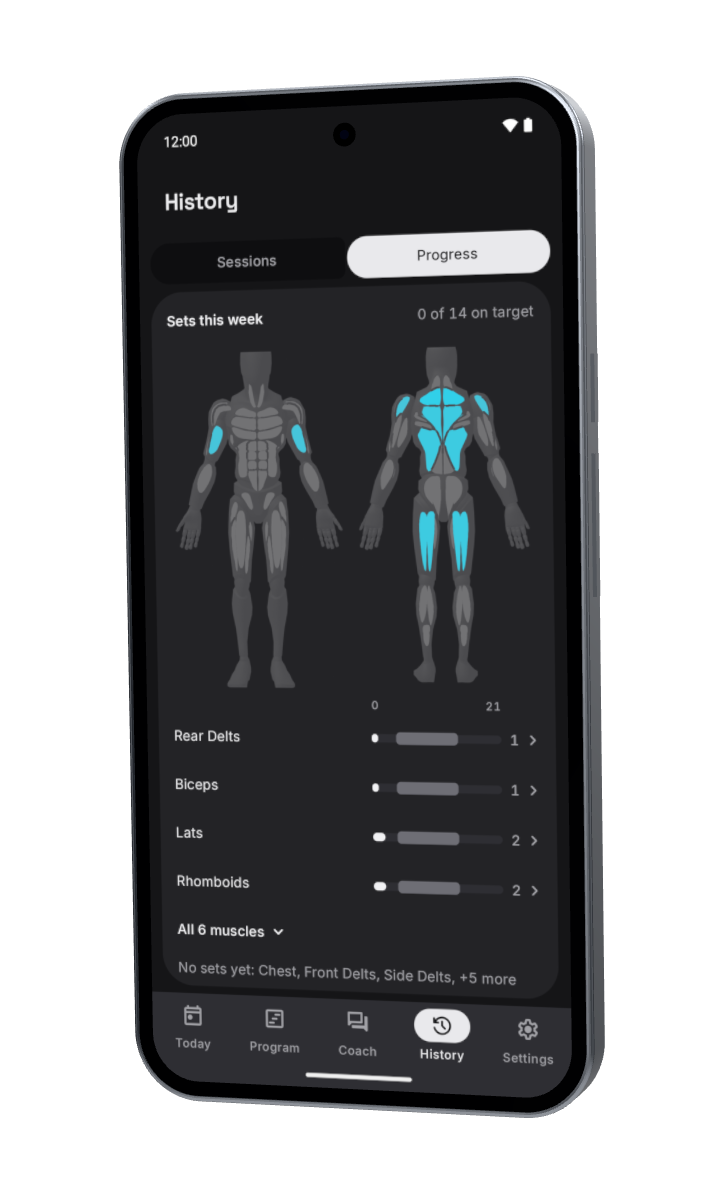 12:00
History
Sessions
Progress
Sets this week
0 of 14 on target
0
21
Rear Delts
1
Biceps
1
Lats
2
Rhomboids
2
All 6 muscles
No sets yet: Chest, Front Delts, Side Delts, +5 more
Today
Program
Coach
History
Settings